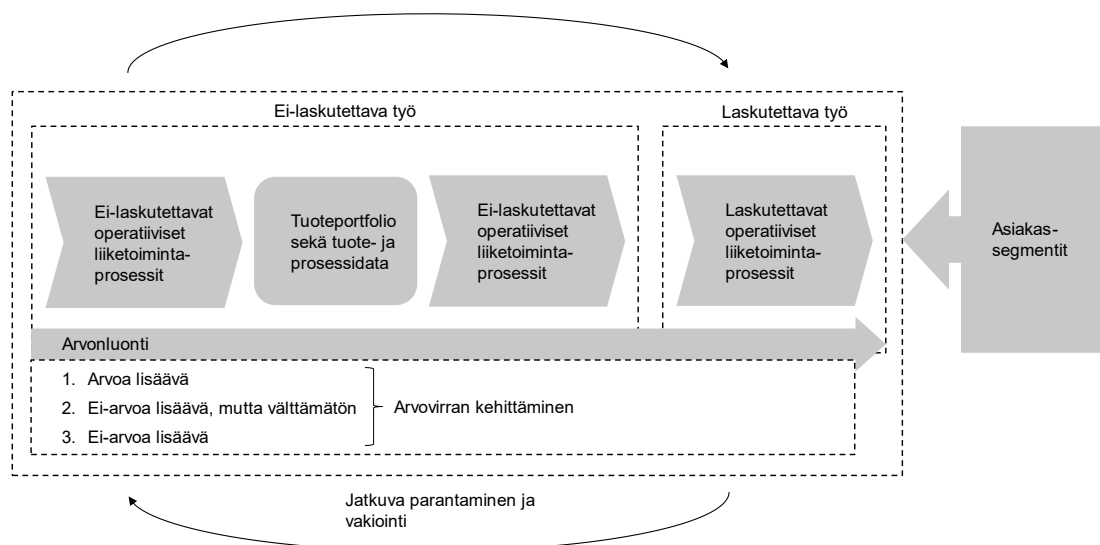 Ei-laskutettava työ
Laskutettava työ
Ei-laskutettavat
operatiiviset
liiketoiminta-
prosessit
Tuoteportfolio
sekä tuote- ja
prosessidata
Ei-laskutettavat
operatiiviset
liiketoiminta-
prosessit
Laskutettavat
operatiiviset
liiketoiminta-
prosessit
Asiakas-
segmentit
Arvonluonti
1. Arvoa lisäävä
2. Ei-arvoa lisäävä, mutta välttämätön
3. Ei-arvoa lisäävä
Arvovirran kehittäminen
Jatkuva parantaminen ja
vakiointi